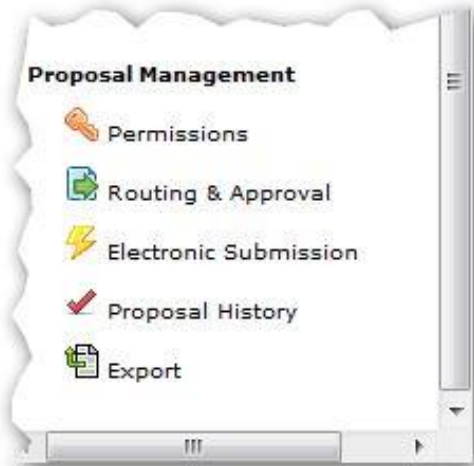 Proposal Management
Permissions
Routing & Approval
Electronic Submission
Proposal History
Export